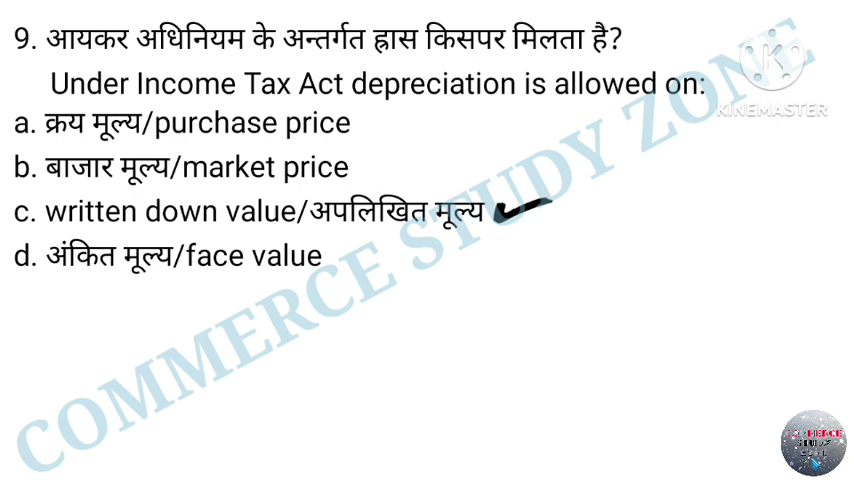 9. आयकर अधिनियम के अन्तर्गत ह्रास किसपर मिलता है?
Under Income Tax Act depreciation is allowed on:
a. क्रय मूल्य/purchase price
b. बाजार मूल्य/market price
c. written down value/अपलिखित मूल्य
d. अंकित मूल्य/face value
COMMERCE STUDY ZONE
K
KINEMASTER